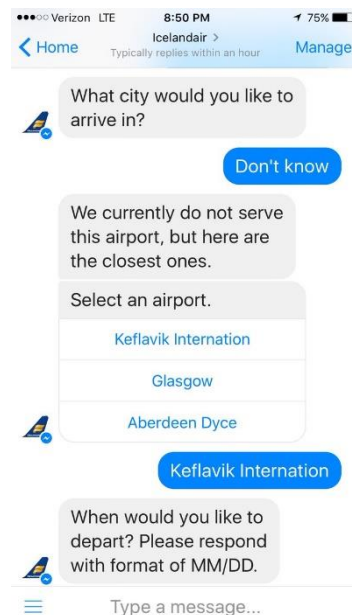 Verizon LTE 8:50 PM 75%
Home Icelandair > Manage
Typically replies within an hour
What city would you like to
arrive in?
Don't know
We currently do not serve
this airport, but here are
the closest ones.
Select an airport.
Keflavik Internation
Glasgow
Aberdeen Dyce
Keflavik Internation
When would you like to
depart? Please respond
with format of MM/DD.
Type a message...